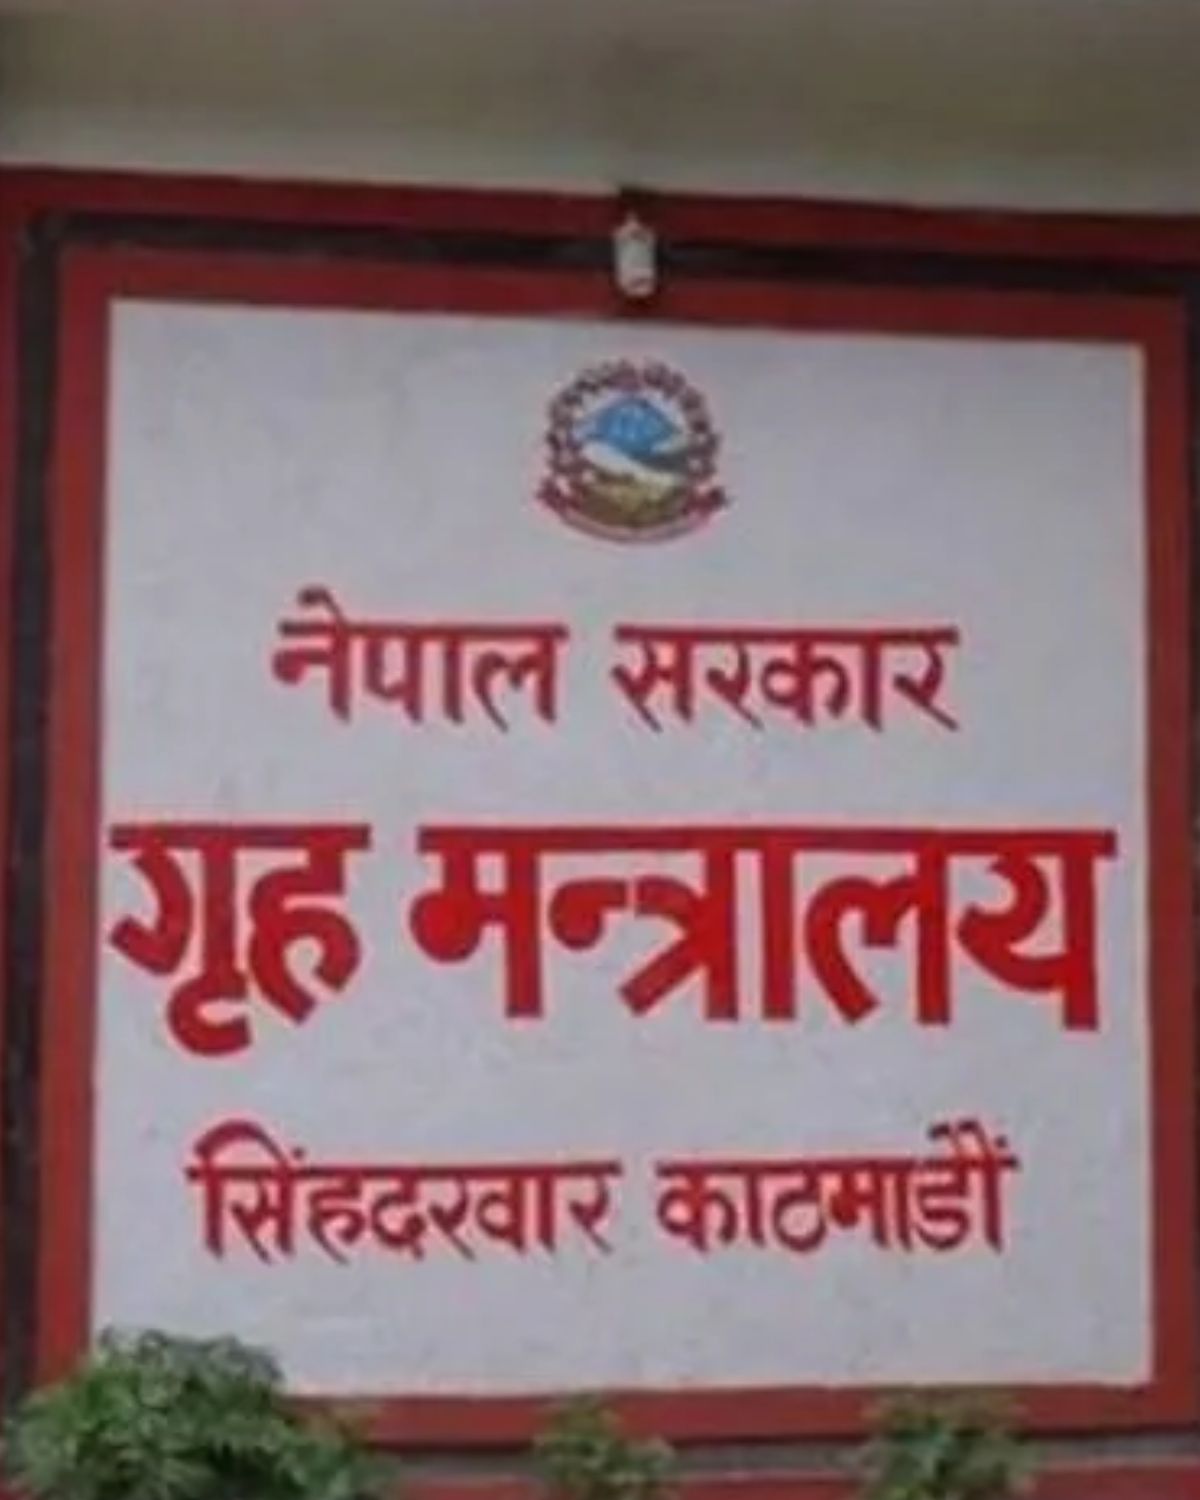 नेपाल सरकार
गृह मन्त्रालय
सिंहदरवार काठमाडौं